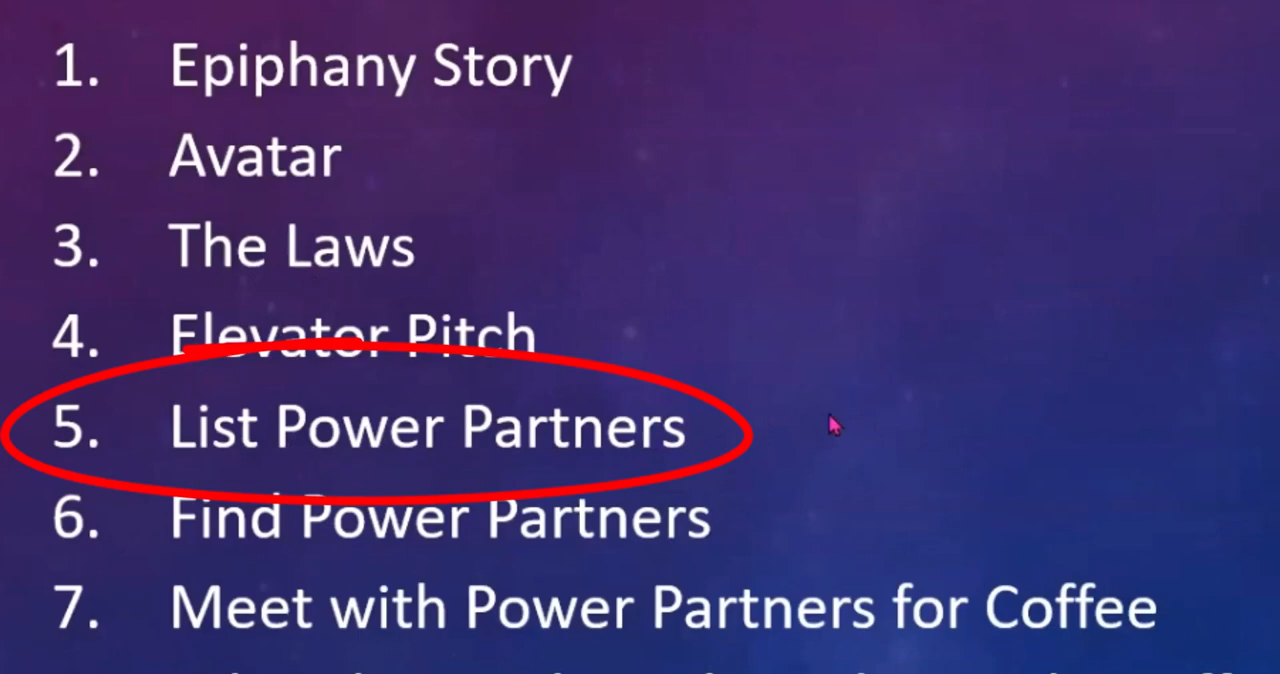 1. Epiphany Story
2. Avatar
3. The Laws
4. Elevator Pitch
5. List Power Partners
6. Find Power Partners
7. Meet with Power Partners for Coffee